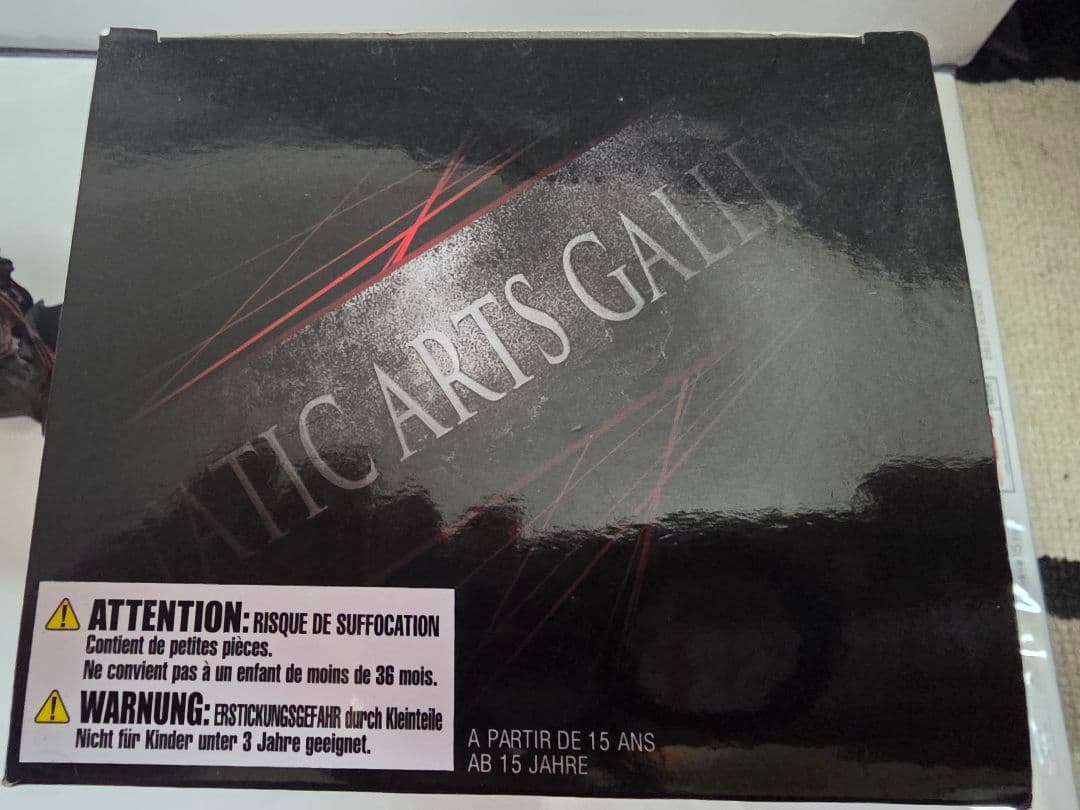 ATIC ARTS GALLE
ATTENTION: RISQUE DE SUFFOCATION
Contient de petites pièces.
Ne convient pas à un enfant de moins de 36 mois.
WARNUNG: ERSTICKUNGSGEFAHR durch Kleinteile
Nicht für Kinder unter 3 Jahre geeignet.
A PARTIR DE 15 ANS
AB 15 JAHRE